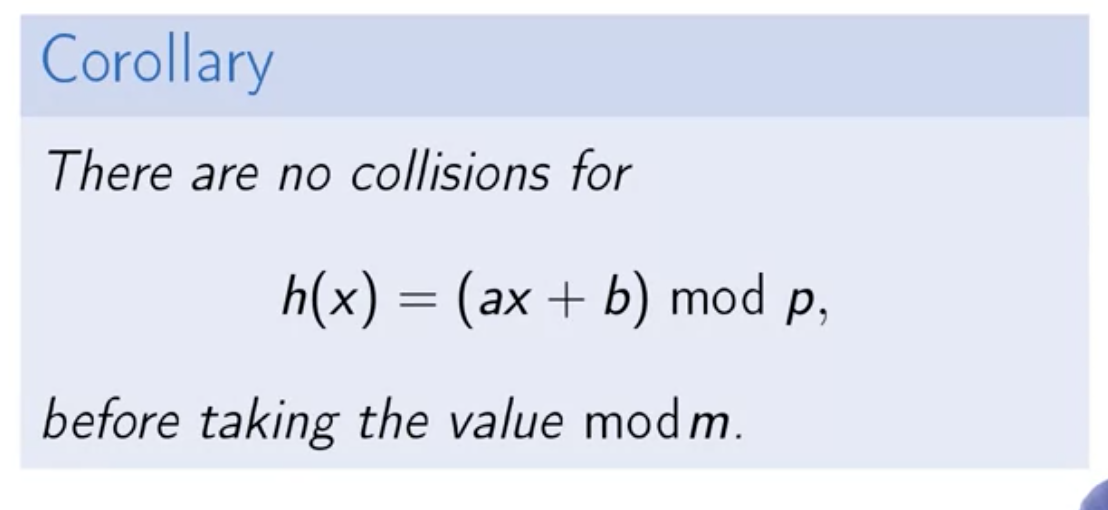 Corollary
There are no collisions for
h(x) = (ax + b) mod p,
before taking the value mod m.